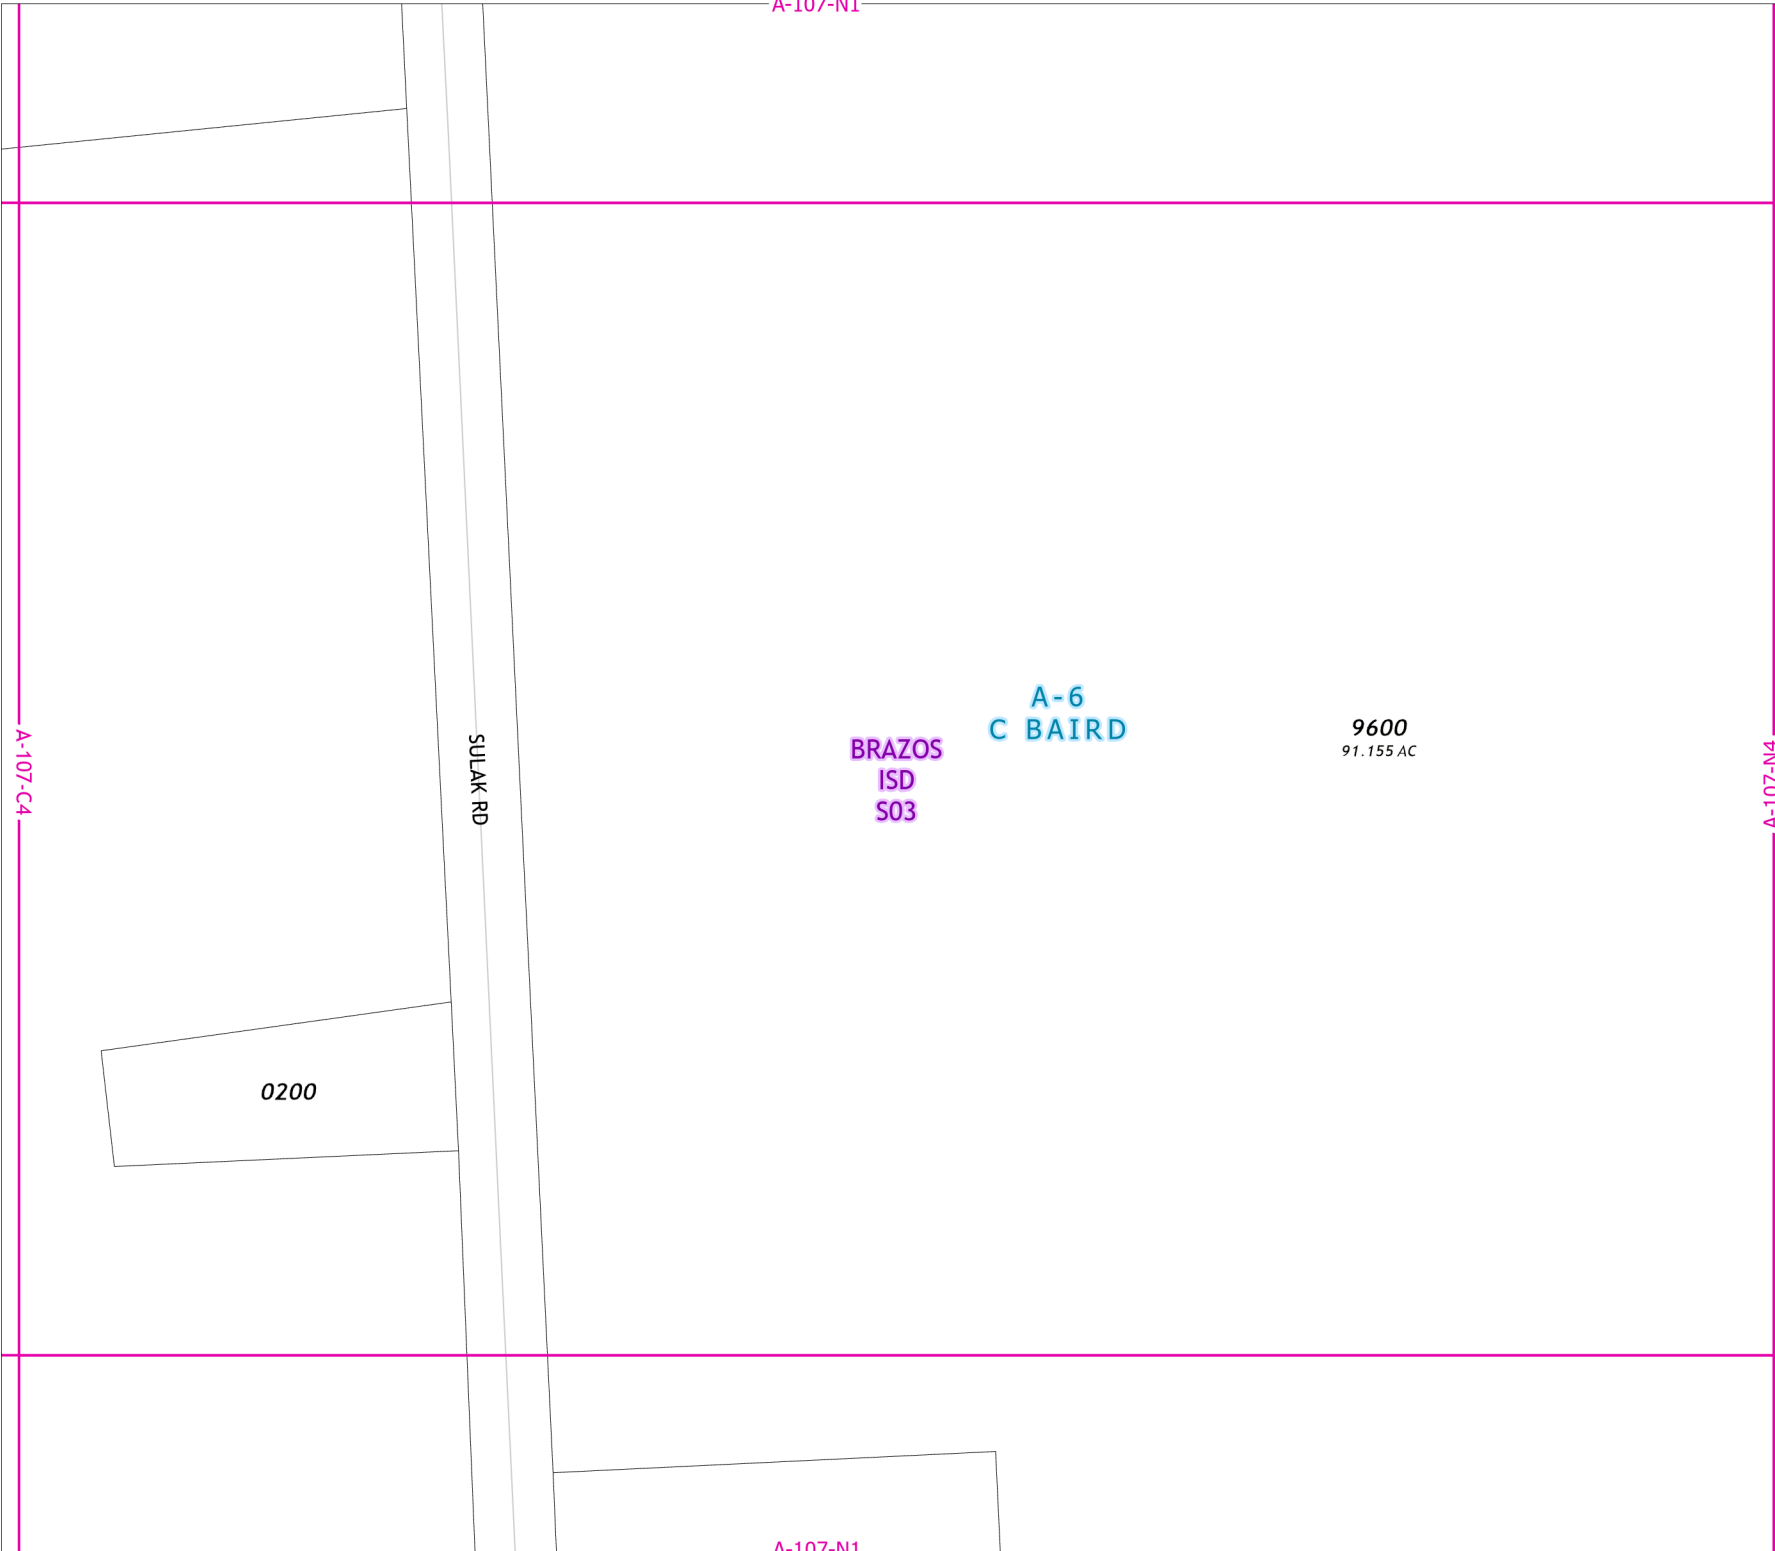 A-107-N1
A-6
C BAIRD
9600
91.155 AC
BRAZOS
ISD
S03
SULAK RD
A-107-C4
A-107-N4
0200
A-107-N1